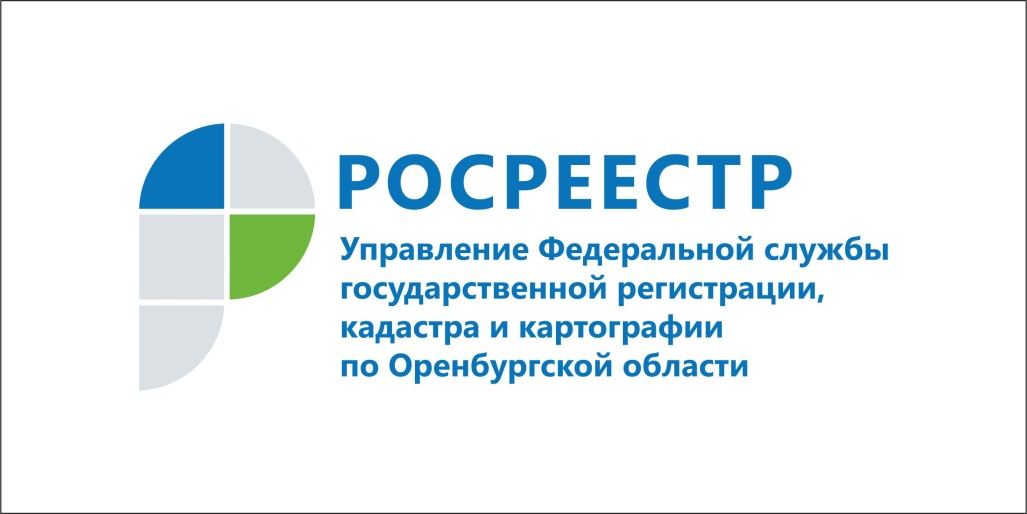 РОСРЕЕСТР
Управление Федеральной службы
государственной регистрации,
кадастра и картографии
по Оренбургской области